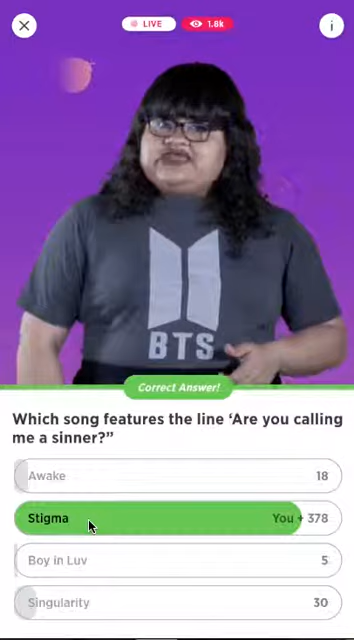 LIVE
1.8k
i
BTS
Correct Answer!
Which song features the line ‘Are you calling
me a sinner?”
Awake 18
Stigma You + 378
Boy in Luv 5
Singularity 30